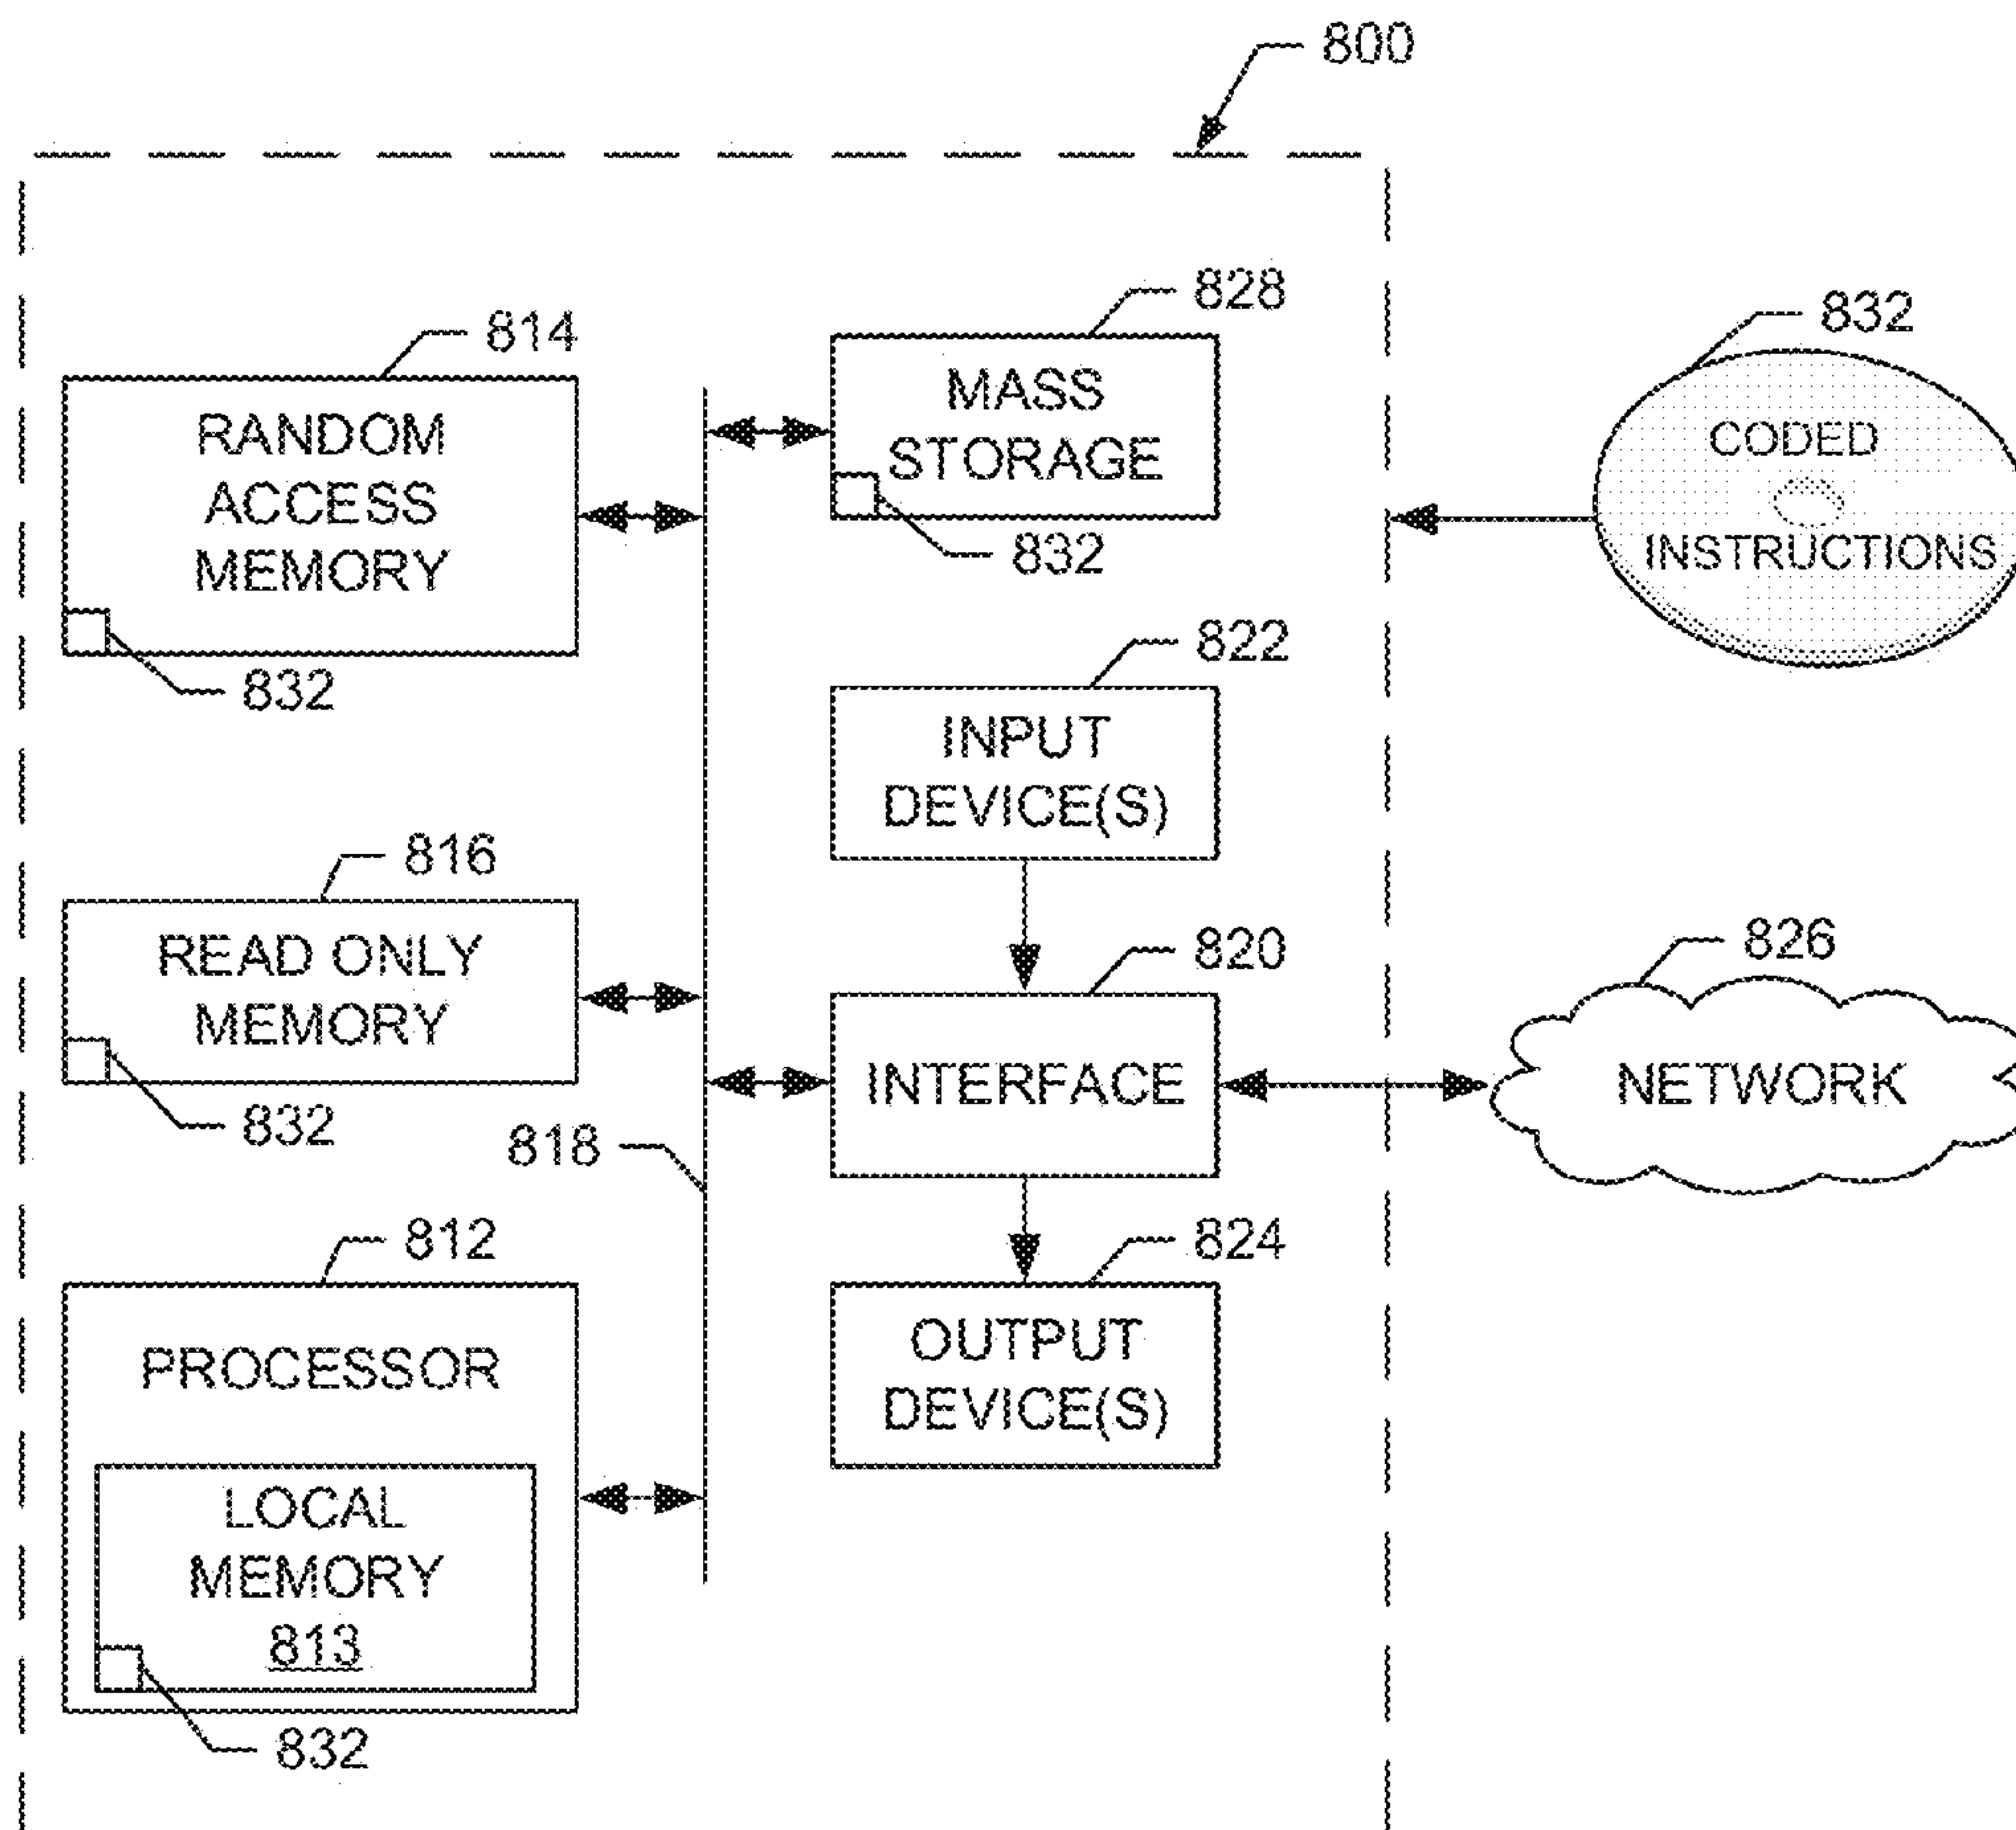 800
828
832
814
MASS
STORAGE
RANDOM
ACCESS
MEMORY
CODED
INSTRUCTIONS
832
822
832
INPUT
DEVICE(S)
816
READ ONLY
MEMORY
820
826
INTERFACE
NETWORK
832
818
812
824
PROCESSOR
OUTPUT
DEVICE(S)
LOCAL
MEMORY
813
832